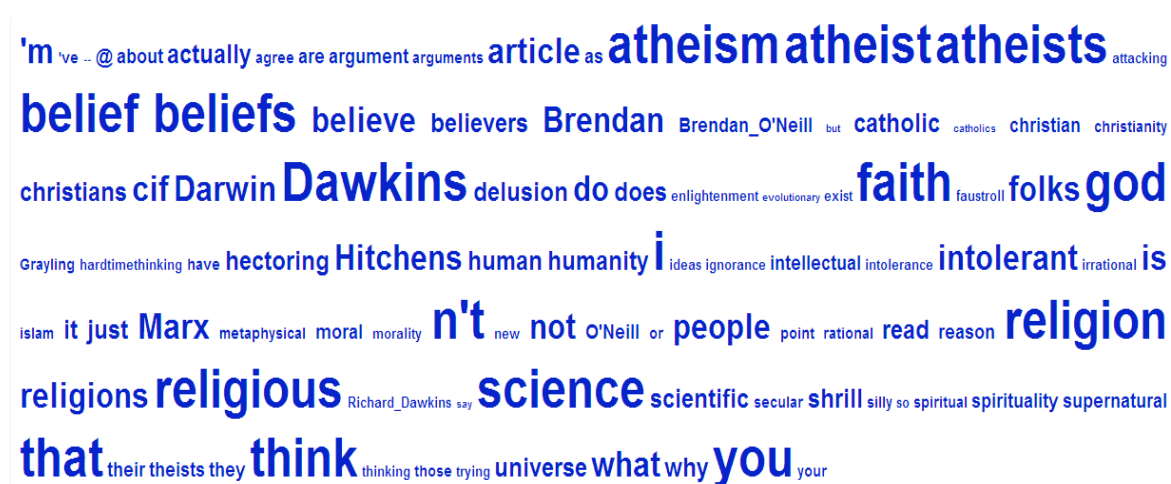 'm 've -- @ about actually agree are argument arguments article as atheism atheist atheists attacking
belief beliefs believe believers Brendan Brendan_O'Neill but catholic catholics christian christianity
christians cif Darwin Dawkins delusion do does enlightenment evolutionary exist faith faustroll folks god
Grayling hardtimethinking have hectoring Hitchens human humanity i ideas ignorance intellectual intolerance intolerant irrational is
islam it just Marx metaphysical moral morality n't new not O'Neill or people point rational read reason religion
religions religious Richard_Dawkins say science scientific secular shrill silly so spiritual spirituality supernatural
that their theists they think thinking those trying universe what why you your